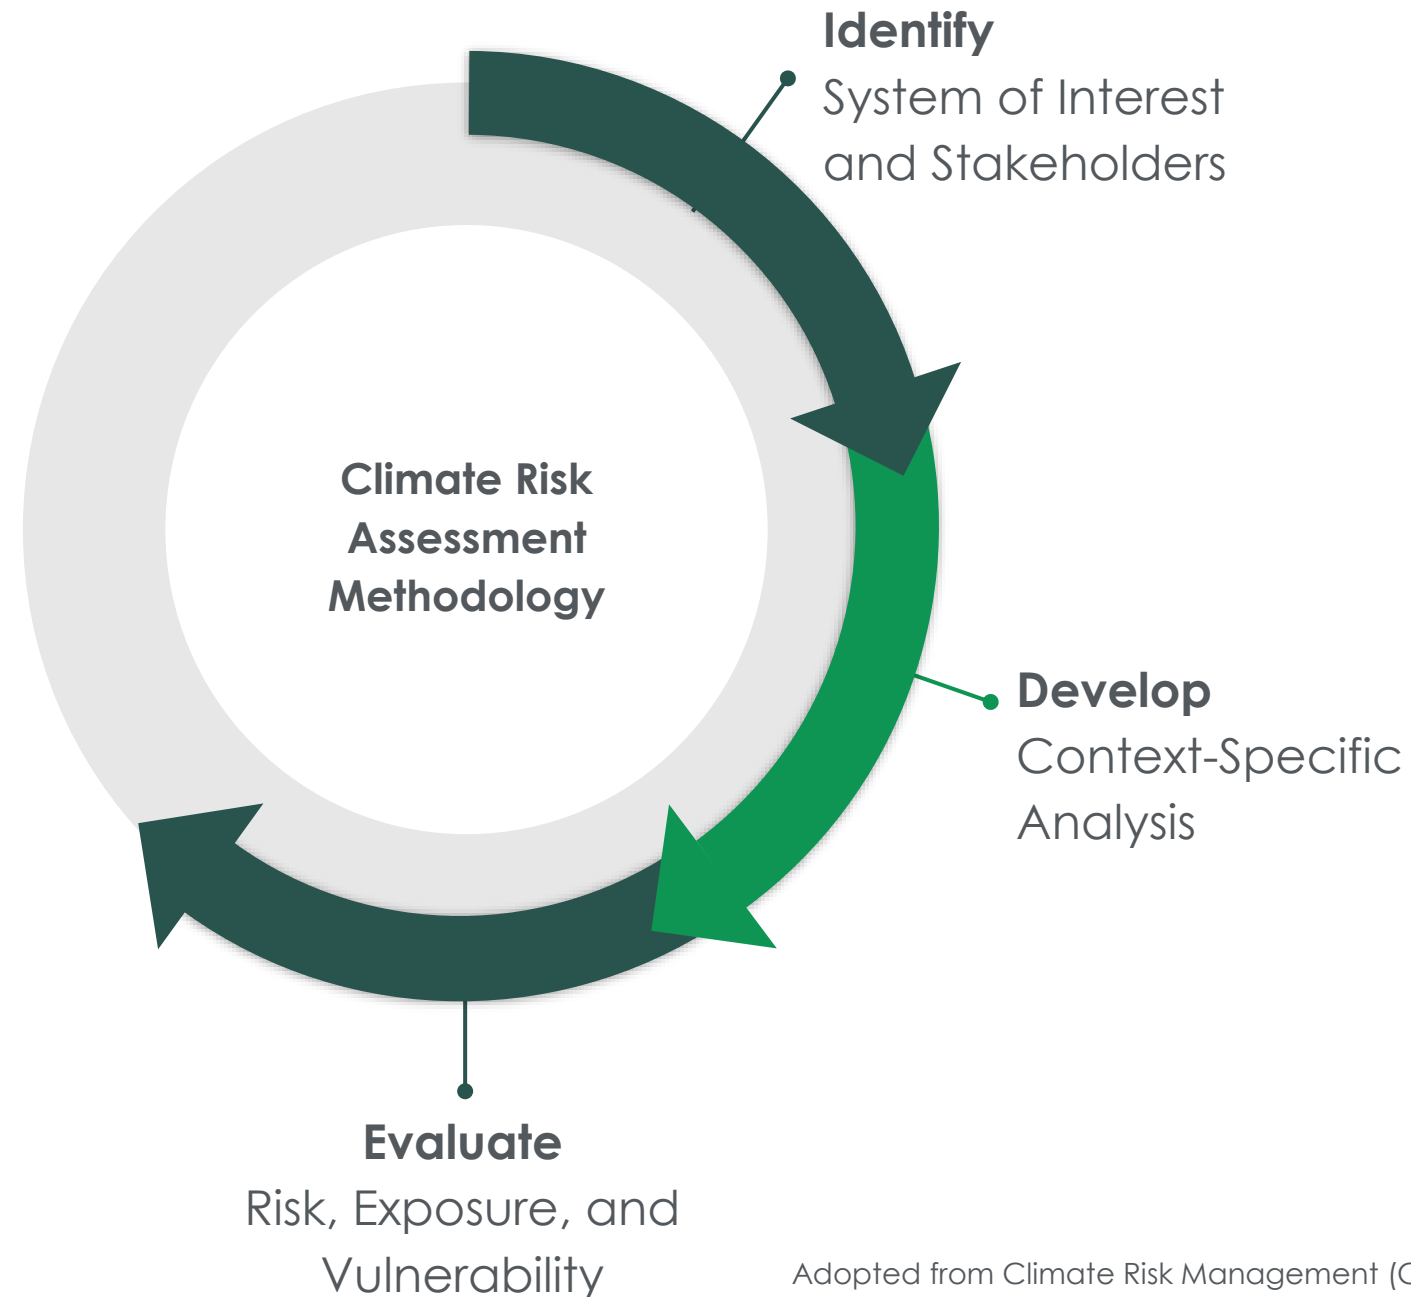 Identify
System of Interest
and Stakeholders
Climate Risk
Assessment
Methodology
Develop
Context-Specific
Analysis
Evaluate
Risk, Exposure, and
Vulnerability
Adopted from Climate Risk Management (